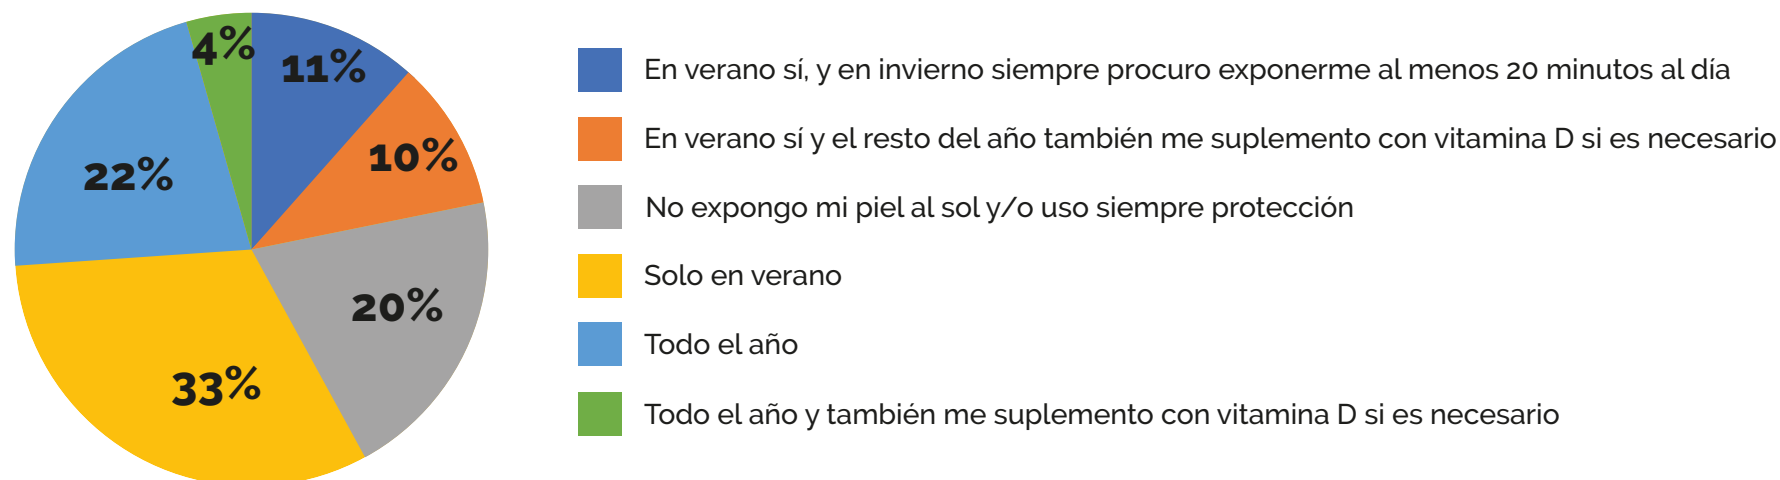 4%
11%
10%
22%
20%
33%
En verano sí, y en invierno siempre procuro exponerme al menos 20 minutos al día
En verano sí y el resto del año también me suplemento con vitamina D si es necesario
No expongo mi piel al sol y/o uso siempre protección
Solo en verano
Todo el año
Todo el año y también me suplemento con vitamina D si es necesario